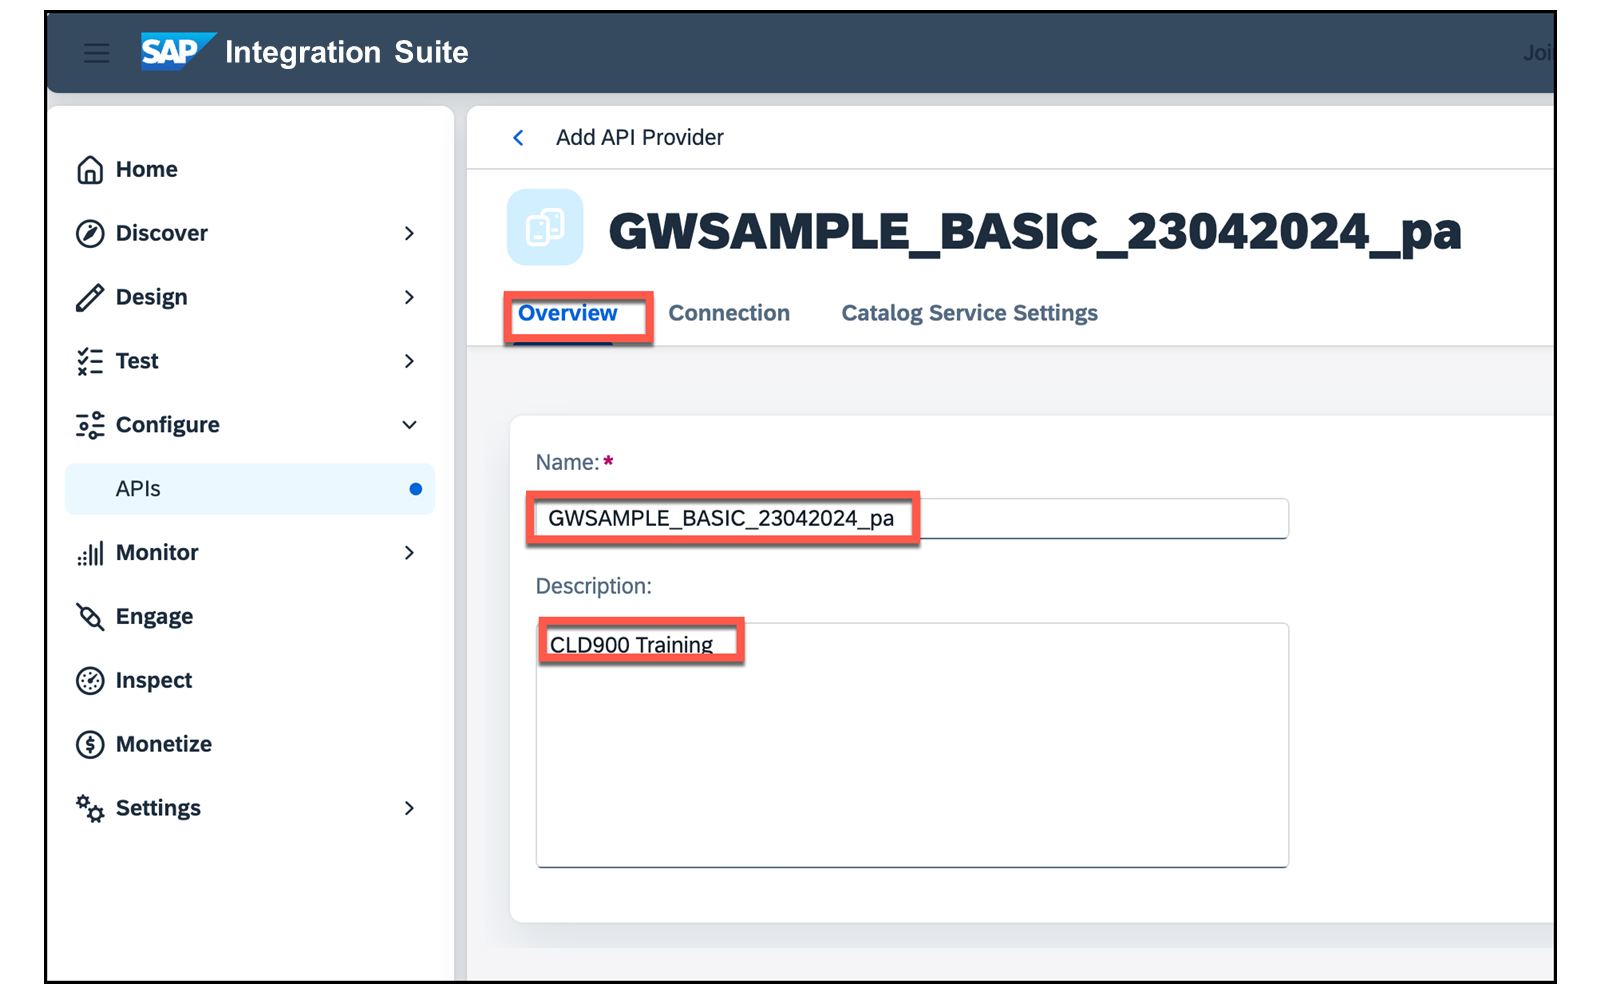 SAP Integration Suite
Home
Discover
Design
Test
Configure
APIs
Monitor
Engage
Inspect
Monetize
Settings
Add API Provider
GWSAMPLE_BASIC_23042024_pa
Overview Connection Catalog Service Settings
Name:*
GWSAMPLE_BASIC_23042024_pa
Description:
CLD900 Training